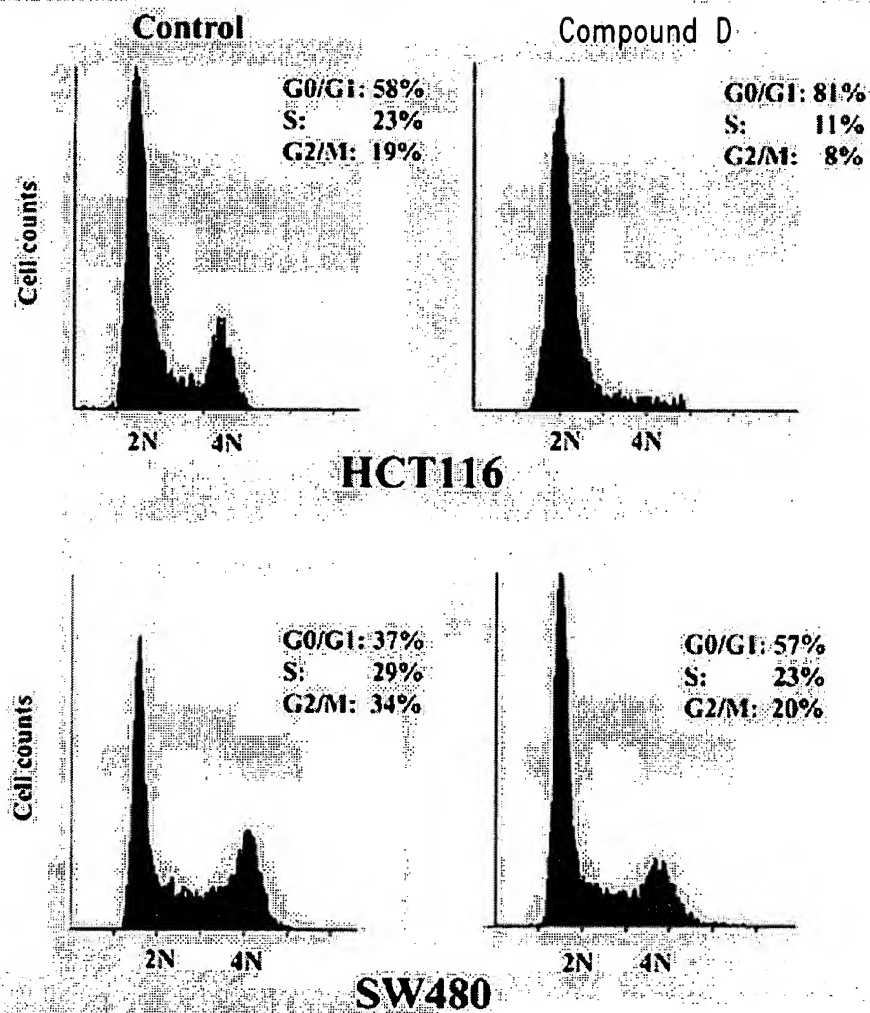 Control
Compound D
G0/G1: 58%
S: 23%
G2/M: 19%
G0/G1: 81%
S: 11%
G2/M: 8%
Cell counts
2N 4N
2N 4N
HCT116
G0/G1: 37%
S: 29%
G2/M: 34%
G0/G1: 57%
S: 23%
G2/M: 20%
Cell counts
2N 4N
2N 4N
SW480